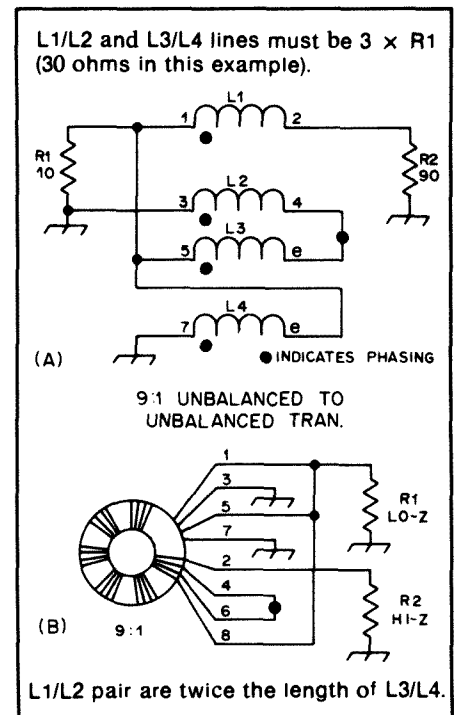 L1/L2 and L3/L4 lines must be 3 x R1
(30 ohms in this example).
L1
1 2
R1
10
R2
90
L2
3 4
L3
5 e
L4
7 e
(A)
● INDICATES PHASING
9:1 UNBALANCED TO
UNBALANCED TRAN.
1
3
5
7
2
4
6
8
R1
LO-Z
R2
HI-Z
(B)
9:1
L1/L2 pair are twice the length of L3/L4.